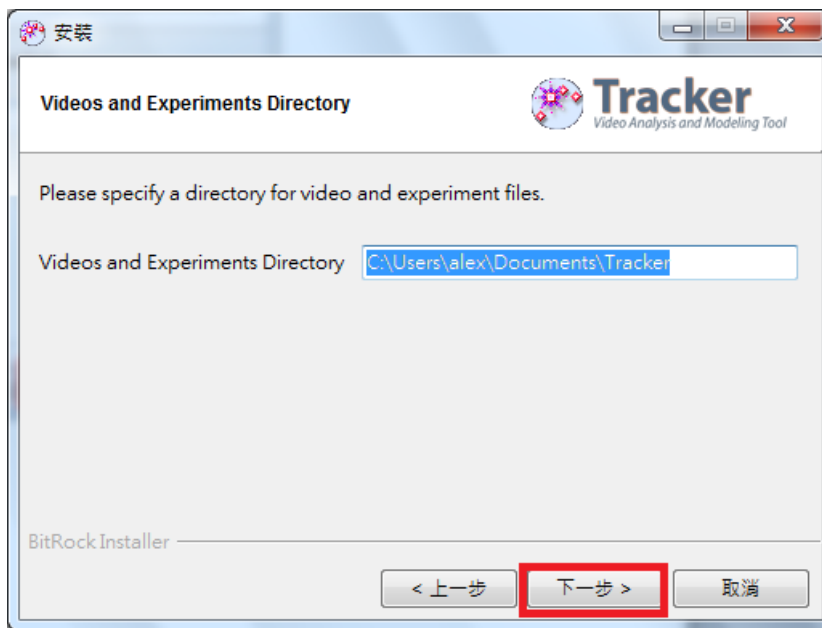 安裝
Videos and Experiments Directory
Tracker
Video Analysis and Modeling Tool
Please specify a directory for video and experiment files.
Videos and Experiments Directory C:\Users\alex\Documents\Tracker
BitRock Installer
< 上一步 下一步 > 取消